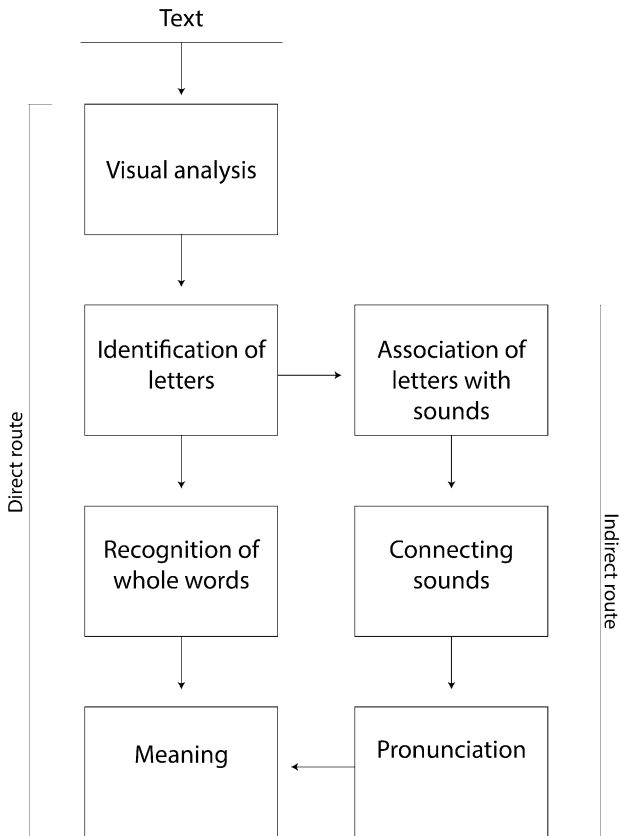 Text
Visual analysis
Identification of
letters
Association of
letters with
sounds
Direct route
Recognition of
whole words
Connecting
sounds
Indirect route
Meaning
Pronunciation